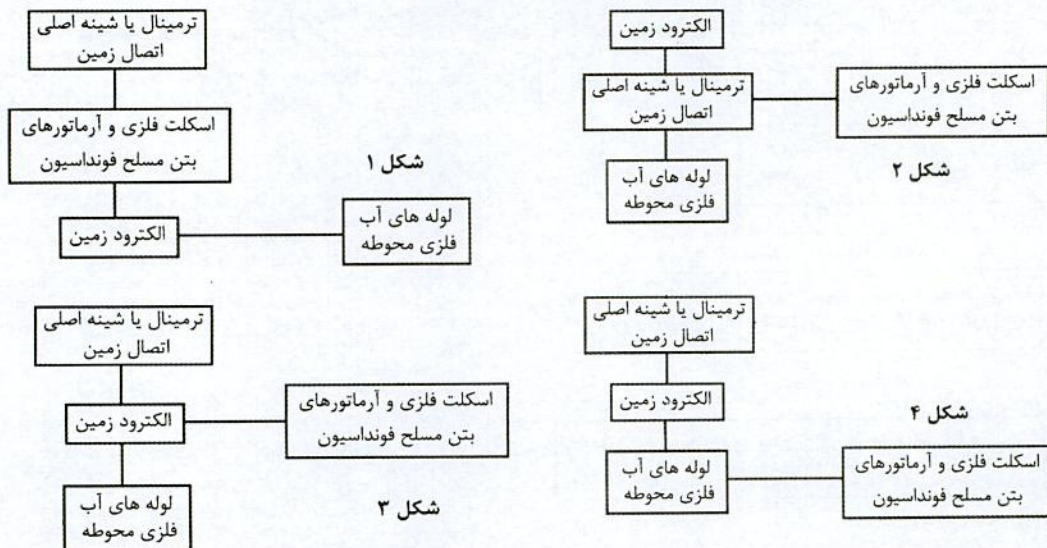 الکترود زمین
ترمینال یا شینه اصلی
اتصال زمین
اسکلت فلزی و آرماتورهای
بتن مسلح فونداسیون
لوله های آب
فلزی محوطه
شکل ۲
ترمینال یا شینه اصلی
اتصال زمین
اسکلت فلزی و آرماتورهای
بتن مسلح فونداسیون
الکترود زمین
لوله های آب
فلزی محوطه
شکل ۱
ترمینال یا شینه اصلی
اتصال زمین
الکترود زمین
لوله های آب
فلزی محوطه
اسکلت فلزی و آرماتورهای
بتن مسلح فونداسیون
شکل ۴
ترمینال یا شینه اصلی
اتصال زمین
الکترود زمین
اسکلت فلزی و آرماتورهای
بتن مسلح فونداسیون
لوله های آب
فلزی محوطه
شکل ۳